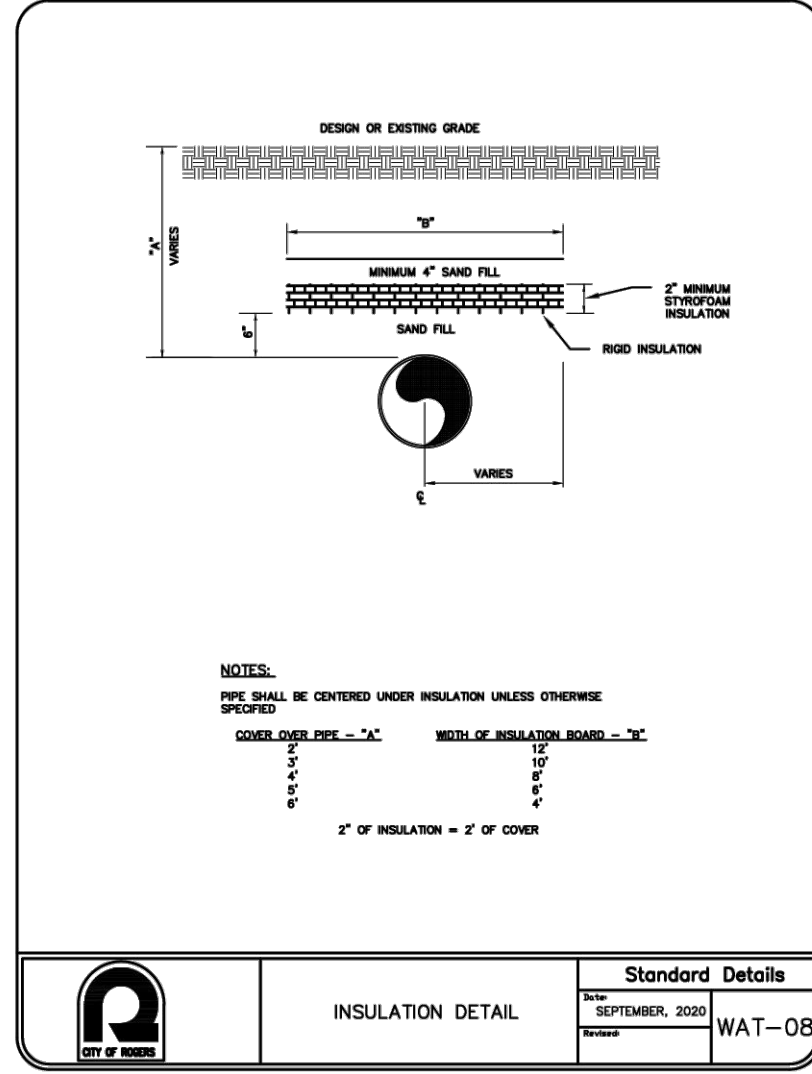 DESIGN OR EXISTING GRADE
"A"
VARIES
"B"
MINIMUM 4" SAND FILL
2" MINIMUM
STYROFOAM
INSULATION
6"
SAND FILL
RIGID INSULATION
VARIES
℄
NOTES:
PIPE SHALL BE CENTERED UNDER INSULATION UNLESS OTHERWISE
SPECIFIED
COVER OVER PIPE – "A" WIDTH OF INSULATION BOARD – "B"
2' 12'
3' 10'
4' 8'
5' 6'
6' 4'
2" OF INSULATION = 2' OF COVER
CITY OF ROGERS
INSULATION DETAIL
Standard Details
Date:
SEPTEMBER, 2020
Revised:
WAT–08